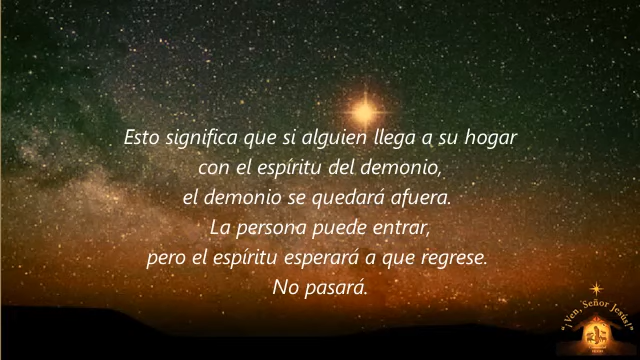 Esto significa que si alguien llega a su hogar
con el espíritu del demonio,
el demonio se quedará afuera.
La persona puede entrar,
pero el espíritu esperará a que regrese.
No pasará.
"¡Ven, Señor Jesús!"